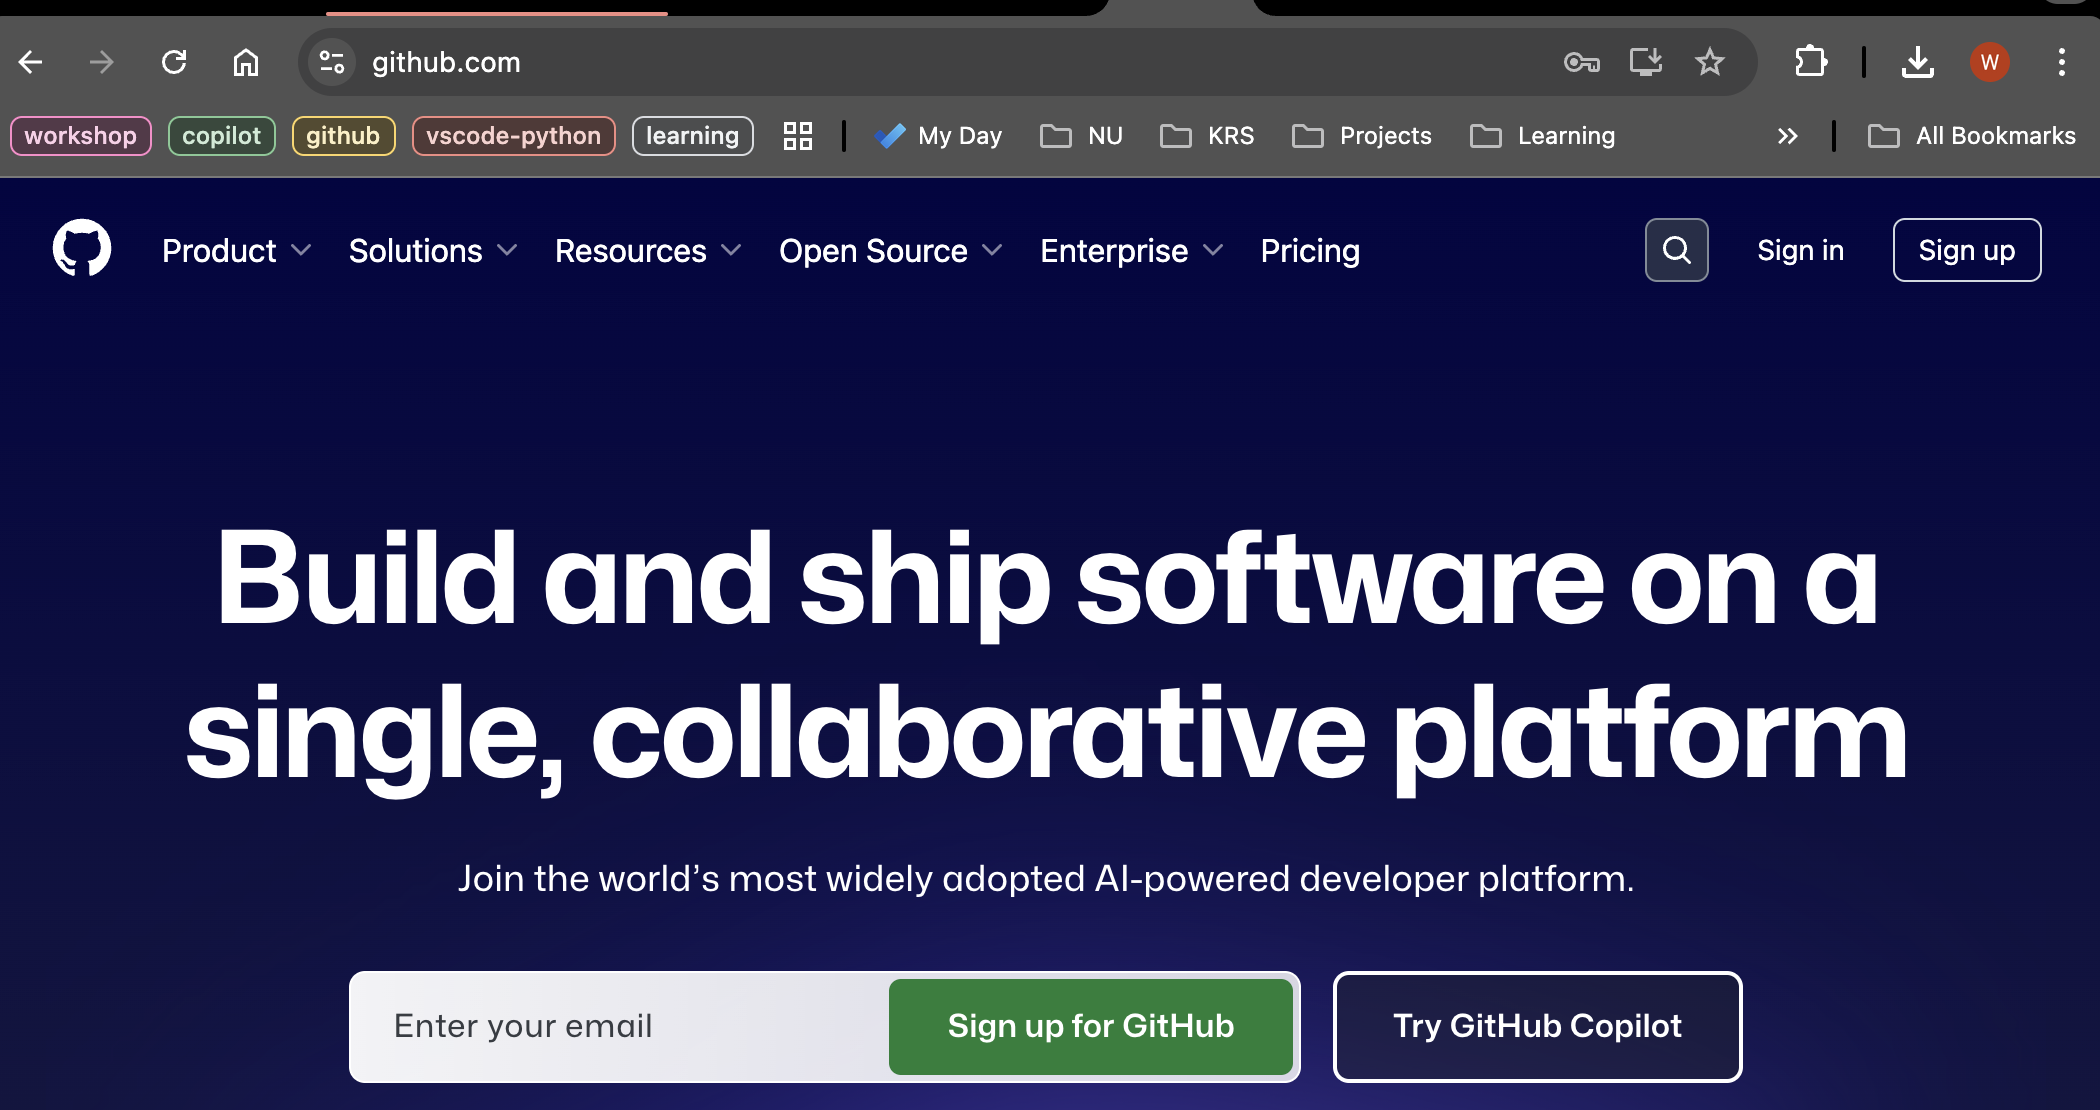 github.com
W
workshop copilot github vscode-python learning My Day NU KRS Projects Learning All Bookmarks
Product Solutions Resources Open Source Enterprise Pricing Sign in Sign up
Build and ship software on a
single, collaborative platform
Join the world’s most widely adopted AI-powered developer platform.
Enter your email Sign up for GitHub Try GitHub Copilot